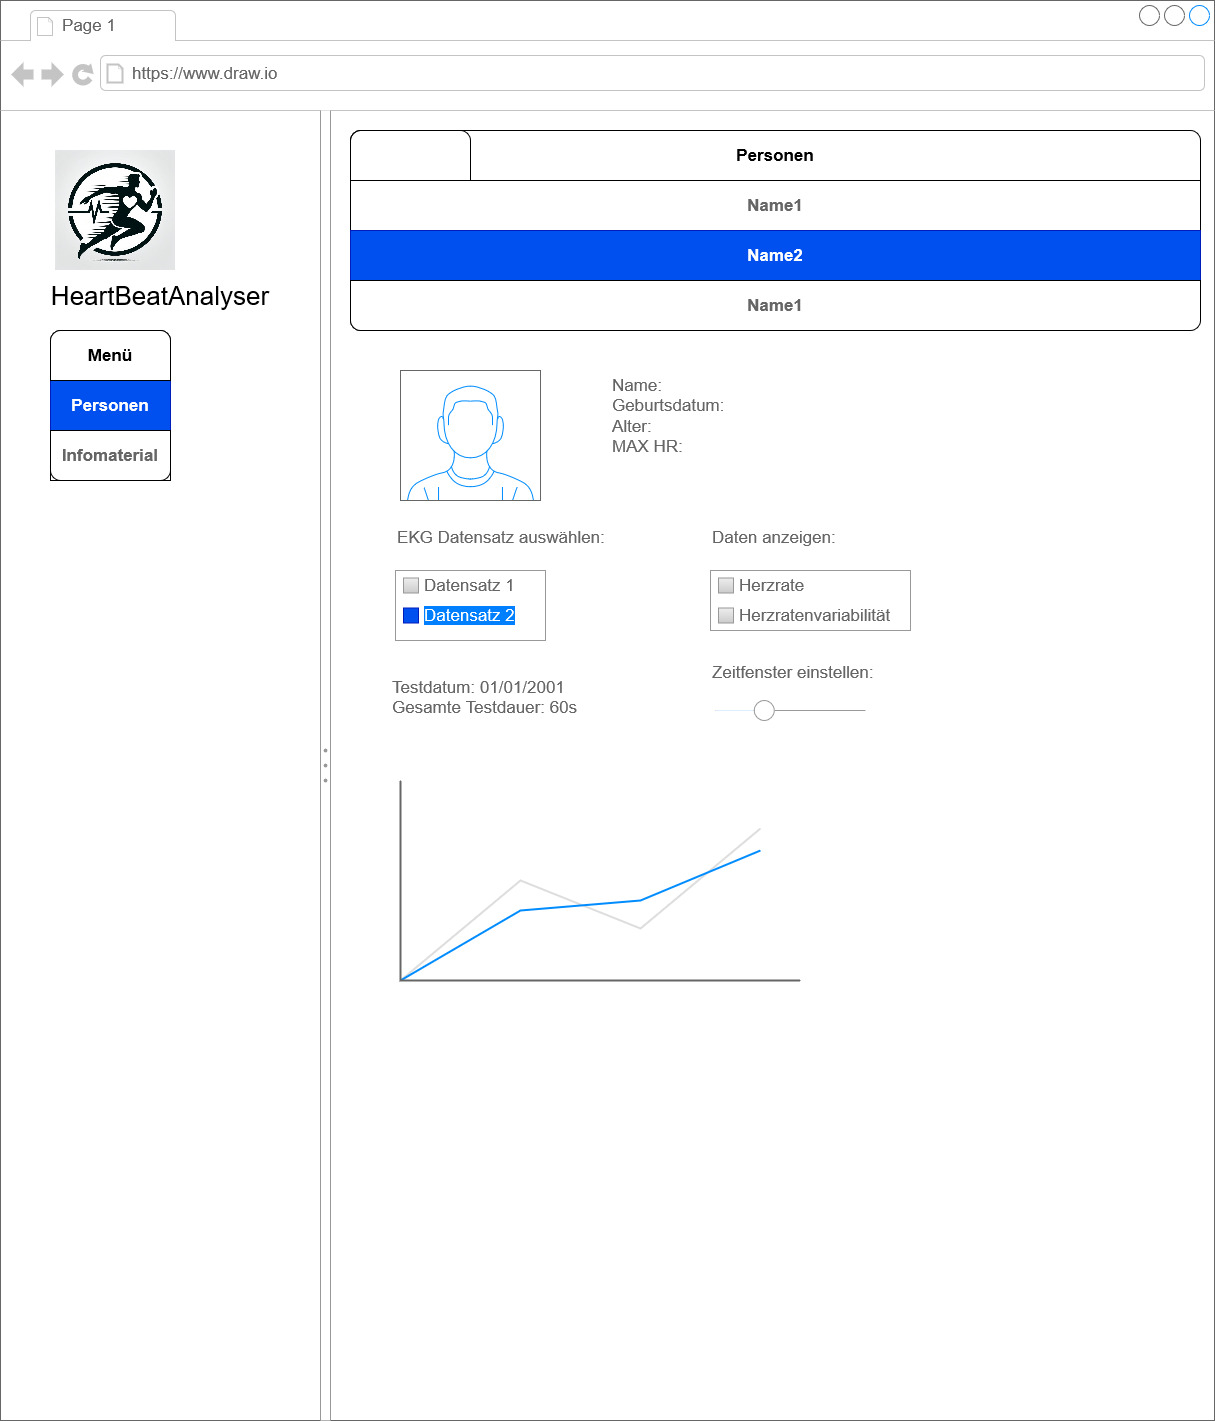 Page 1
https://www.draw.io
HeartBeatAnalyser
Menü
Personen
Infomaterial
Personen
Name1
Name2
Name1
Name:
Geburtsdatum:
Alter:
MAX HR:
EKG Datensatz auswählen:
Datensatz 1
Datensatz 2
Daten anzeigen:
Herzrate
Herzratenvariabilität
Testdatum: 01/01/2001
Gesamte Testdauer: 60s
Zeitfenster einstellen: